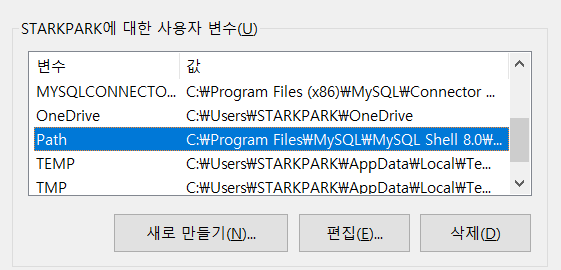 STARKPARK에 대한 사용자 변수(U)
변수 값
MYSQLCONNECTO... C:₩Program Files (x86)₩MySQL₩Connector ...
OneDrive C:₩Users₩STARKPARK₩OneDrive
Path C:₩Program Files₩MySQL₩MySQL Shell 8.0₩...
TEMP C:₩Users₩STARKPARK₩AppData₩Local₩Te...
TMP C:₩Users₩STARKPARK₩AppData₩Local₩Te...
새로 만들기(N)... 편집(E)... 삭제(D)